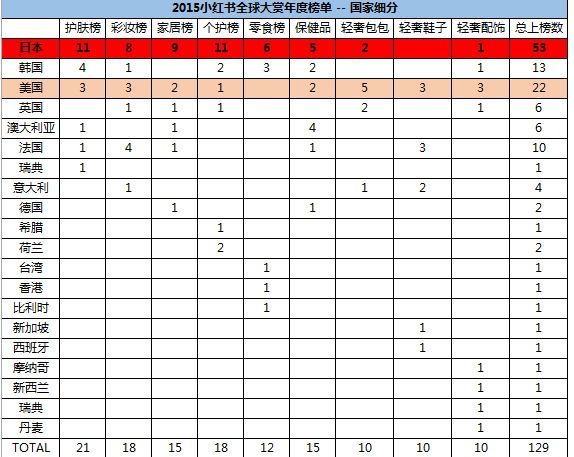 2015小红书全球大赏年度榜单 -- 国家细分
护肤榜 彩妆榜 家居榜 个护榜 零食榜 保健品 轻奢包包 轻奢鞋子 轻奢配饰 总上榜数
日本 11 8 9 11 6 5 2 1 53
韩国 4 1 2 3 2 1 13
美国 3 3 2 1 2 5 3 3 22
英国 1 1 1 2 1 6
澳大利亚 1 1 4 6
法国 1 4 1 1 3 10
瑞典 1 1
意大利 1 1 2 4
德国 1 1 2
希腊 1 1
荷兰 2 2
台湾 1 1
香港 1 1
比利时 1 1
新加坡 1 1
西班牙 1 1
摩纳哥 1 1
新西兰 1 1
瑞典 1 1
丹麦 1 1
TOTAL 21 18 15 18 12 15 10 10 10 129